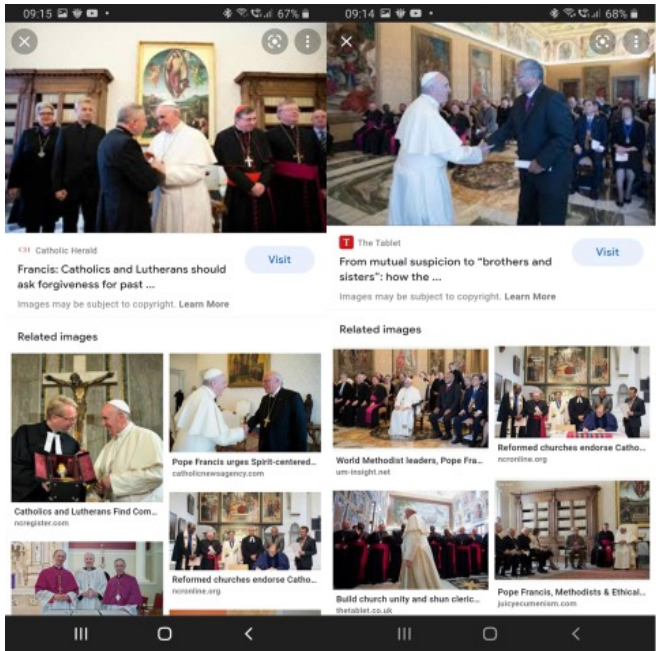 09:15
67%
CH Catholic Herald
Francis: Catholics and Lutherans should
ask forgiveness for past ...
Visit
Images may be subject to copyright. Learn More
Related images
Catholics and Lutherans Find Com...
ncregister.com
Pope Francis urges Spirit-centered...
catholicnewsagency.com
Reformed churches endorse Catho...
ncronline.org
09:14
68%
T The Tablet
From mutual suspicion to “brothers and
sisters”: how the ...
Visit
Images may be subject to copyright. Learn More
Related images
World Methodist leaders, Pope Fra...
um-insight.net
Reformed churches endorse Catho...
ncronline.org
Build church unity and shun cleric...
thetablet.co.uk
Pope Francis, Methodists & Ethical...
juicyecumenism.com